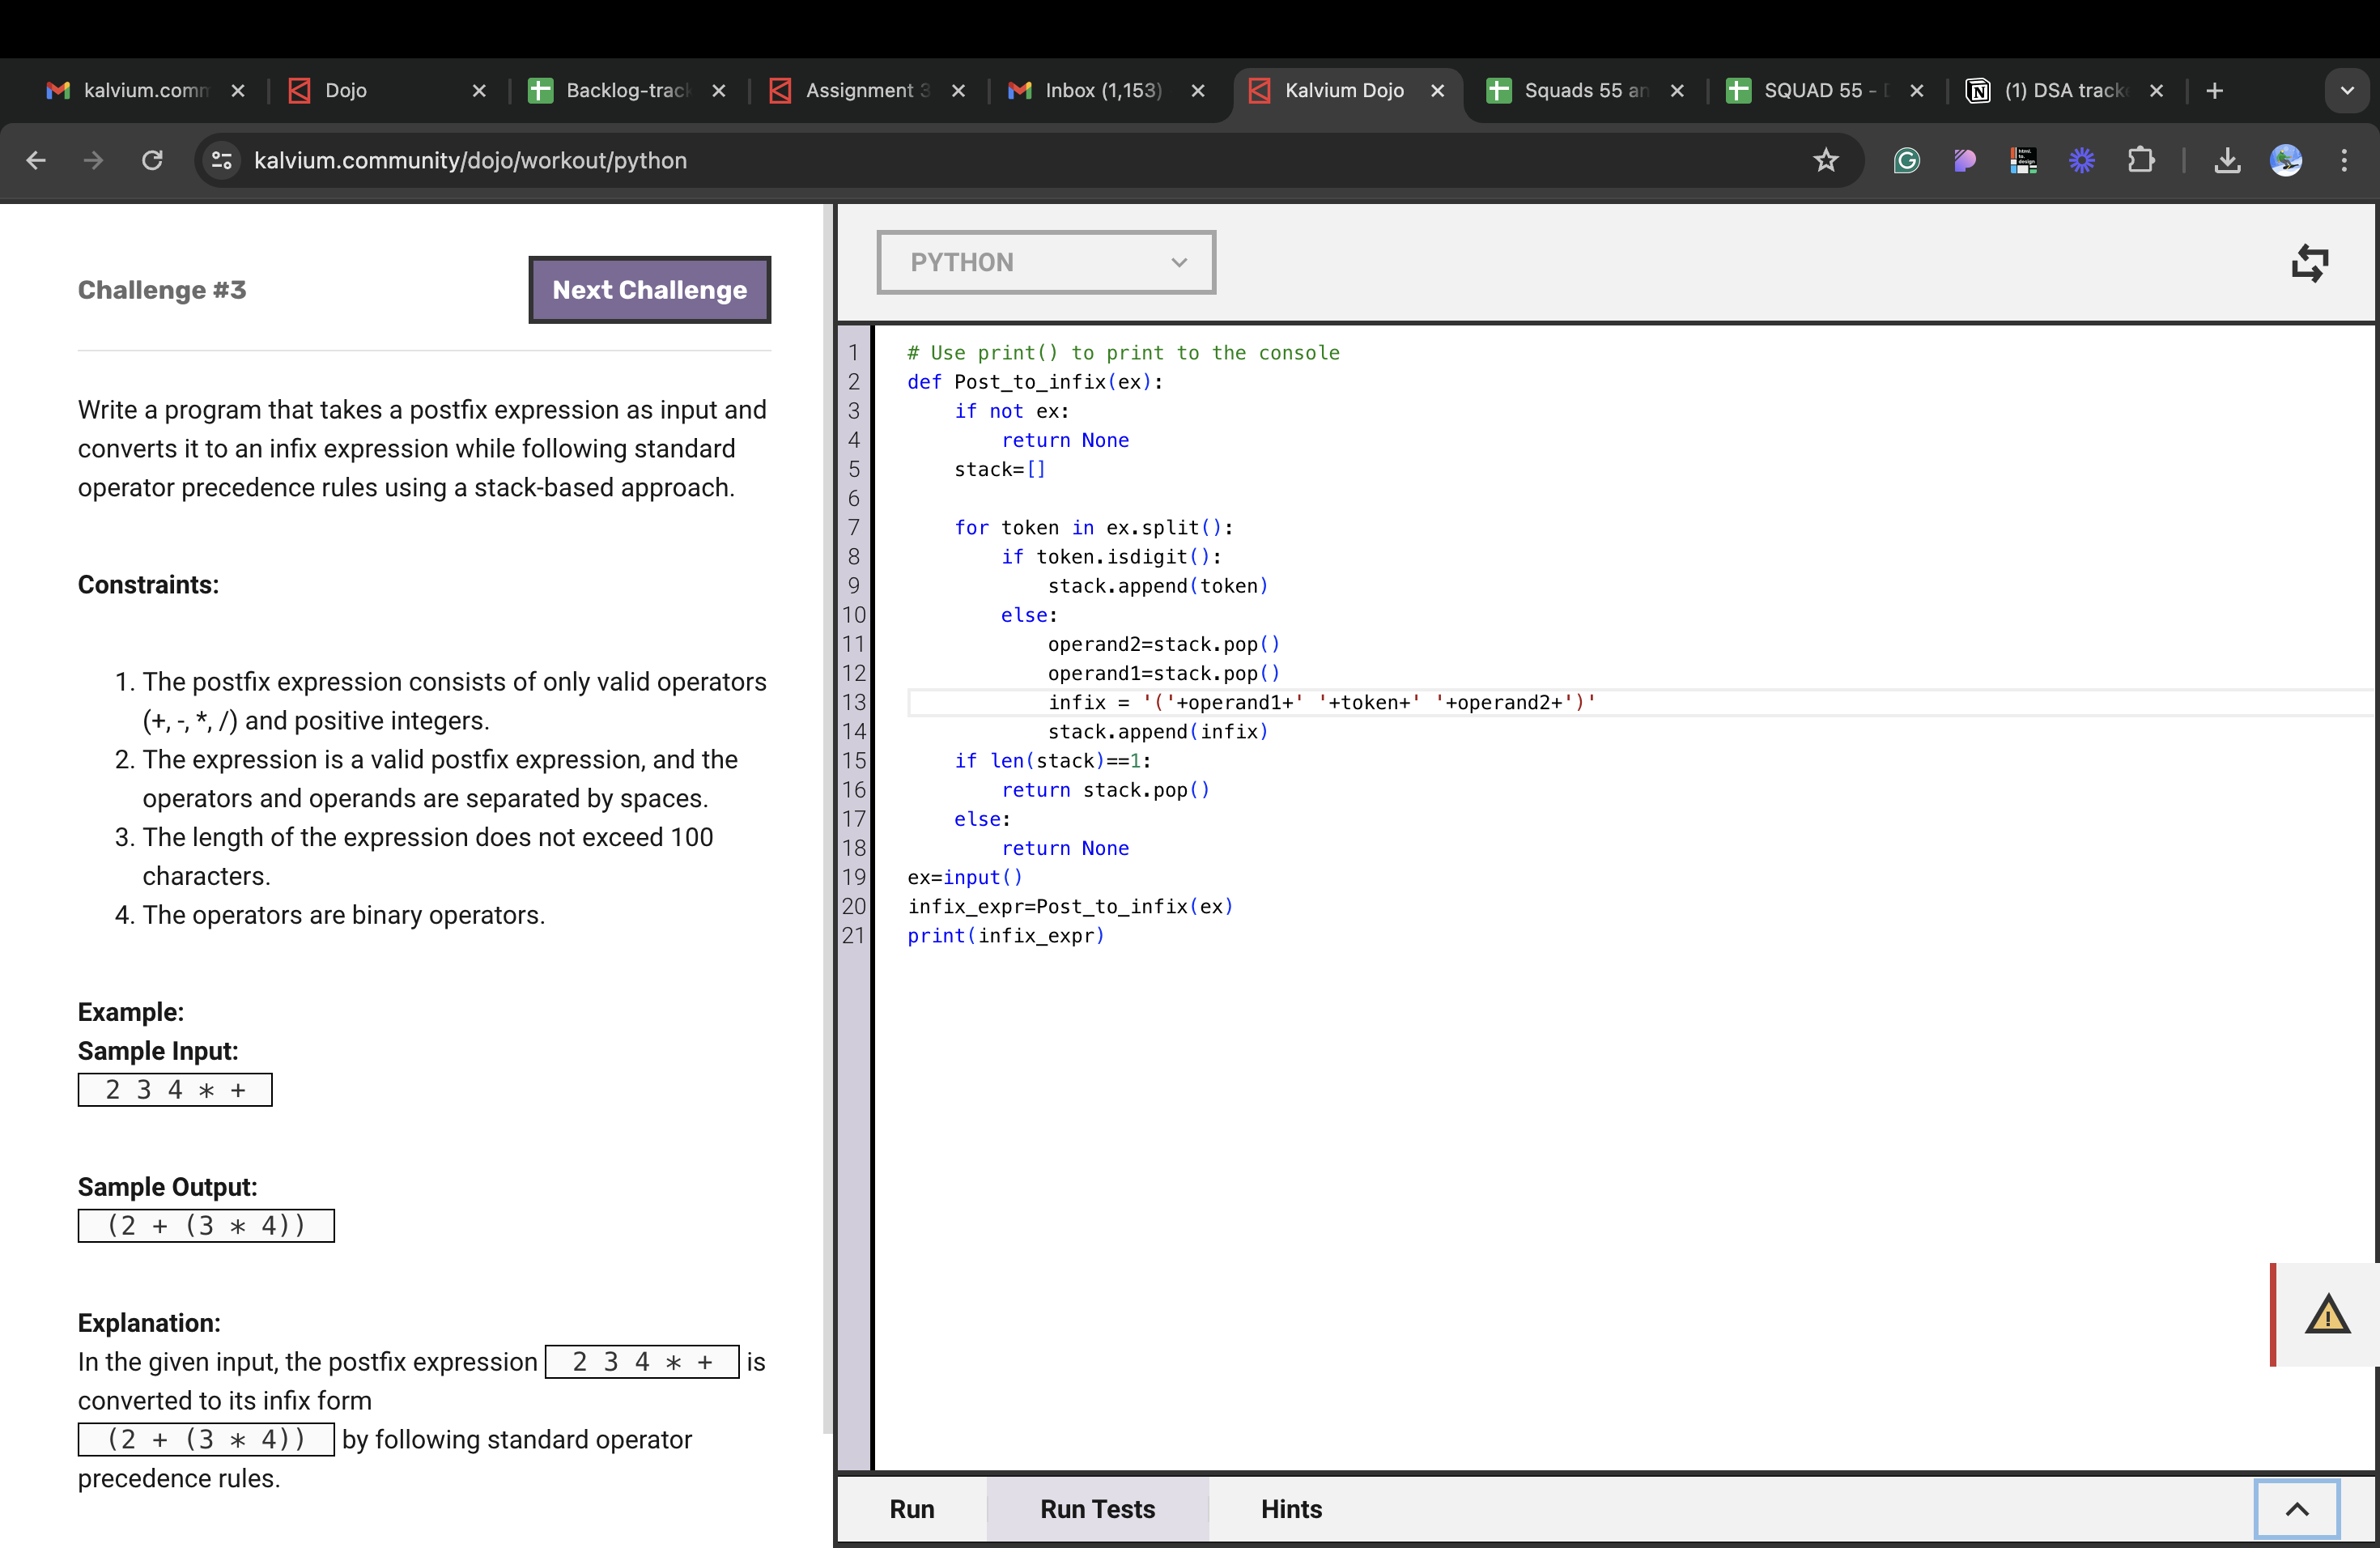 kalvium.comm
Dojo
Backlog-track
Assignment 3
Inbox (1,153)
Kalvium Dojo
Squads 55 an
SQUAD 55 -
(1) DSA track
kalvium.community/dojo/workout/python
Challenge #3
Next Challenge
Write a program that takes a postfix expression as input and
converts it to an infix expression while following standard
operator precedence rules using a stack-based approach.
Constraints:
1. The postfix expression consists of only valid operators
(+, -, *, /) and positive integers.
2. The expression is a valid postfix expression, and the
operators and operands are separated by spaces.
3. The length of the expression does not exceed 100
characters.
4. The operators are binary operators.
Example:
Sample Input:
2 3 4 * +
Sample Output:
(2 + (3 * 4))
Explanation:
In the given input, the postfix expression 2 3 4 * + is
converted to its infix form
(2 + (3 * 4)) by following standard operator
precedence rules.
PYTHON
1 # Use print() to print to the console
2 def Post_to_infix(ex):
3     if not ex:
4         return None
5     stack=[]
6
7     for token in ex.split():
8         if token.isdigit():
9             stack.append(token)
10         else:
11             operand2=stack.pop()
12             operand1=stack.pop()
13             infix = '('+operand1+' '+token+' '+operand2+')'
14             stack.append(infix)
15     if len(stack)==1:
16         return stack.pop()
17     else:
18         return None
19 ex=input()
20 infix_expr=Post_to_infix(ex)
21 print(infix_expr)
Run
Run Tests
Hints